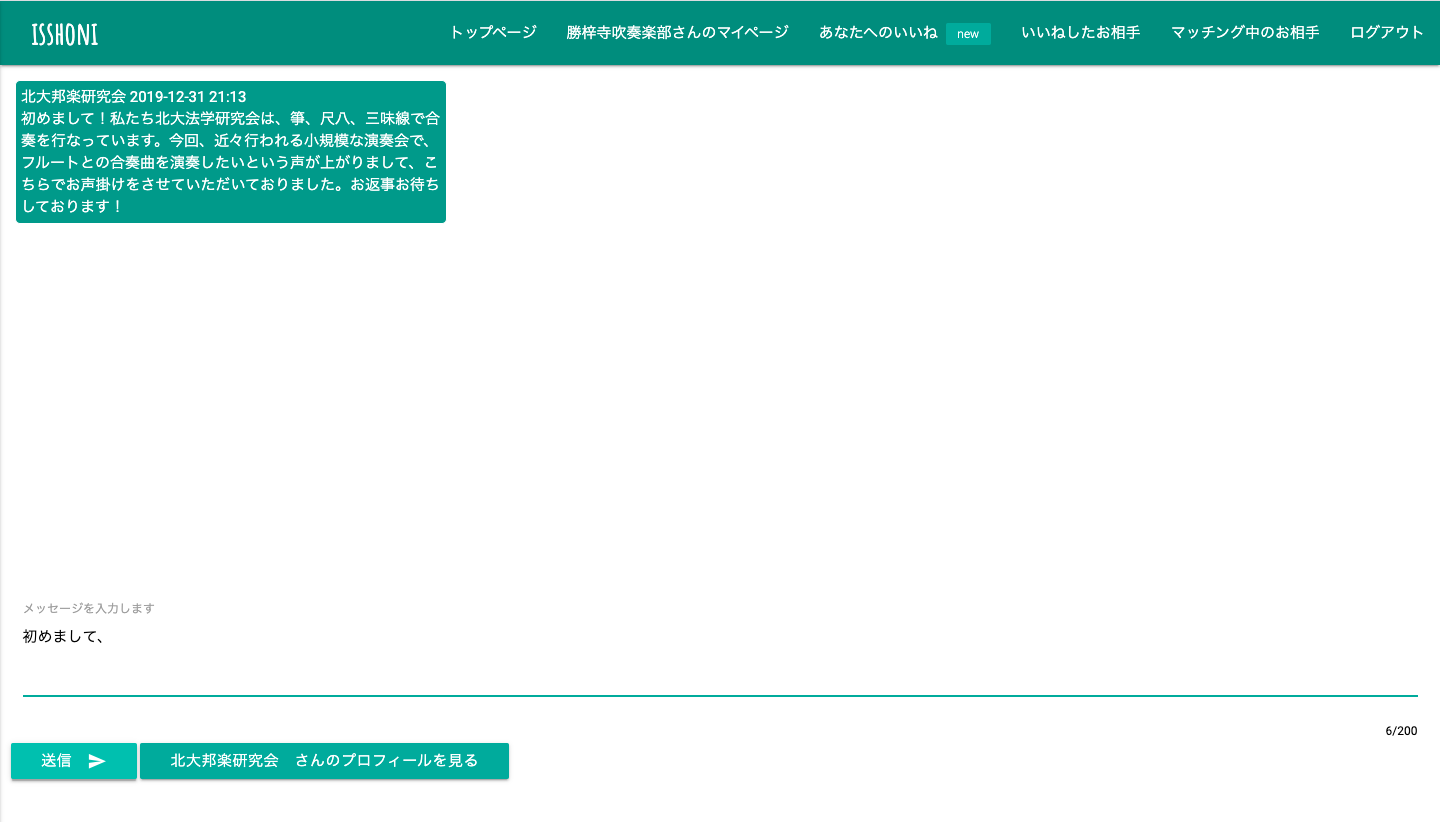 ISSHONI
トップページ 勝梓寺吹奏楽部さんのマイページ あなたへのいいね new いいねしたお相手 マッチング中のお相手 ログアウト
北大邦楽研究会 2019-12-31 21:13
初めまして！私たち北大法学研究会は、箏、尺八、三味線で合
奏を行なっています。今回、近々行われる小規模な演奏会で、
フルートとの合奏曲を演奏したいという声が上がりまして、こ
ちらでお声掛けをさせていただいておりました。お返事お待ち
しております！
メッセージを入力します
初めまして、
6/200
送信
北大邦楽研究会　さんのプロフィールを見る